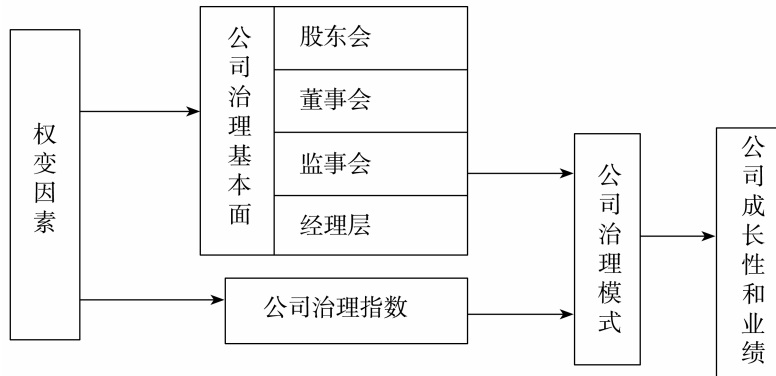 权变因素
公司治理基本面
股东会
董事会
监事会
经理层
公司治理指数
公司治理模式
公司成长性和业绩